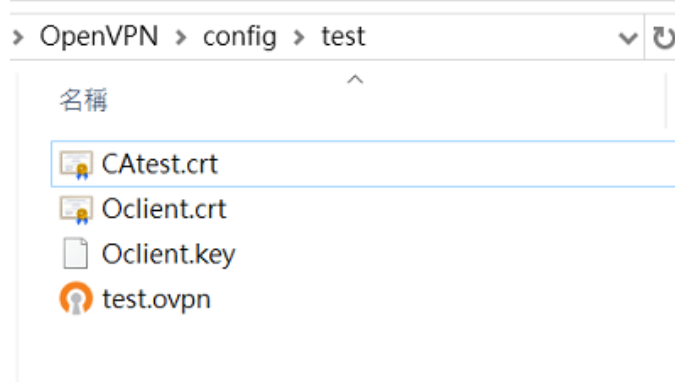 > OpenVPN > config > test
名稱
CAtest.crt
Oclient.crt
Oclient.key
test.ovpn